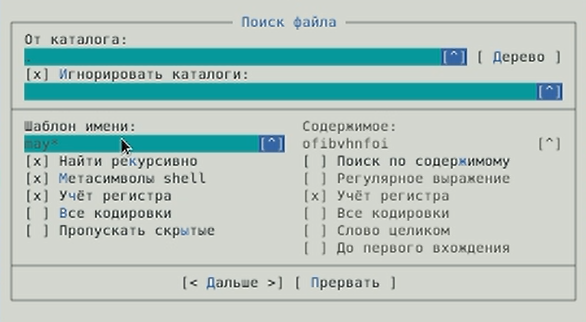 Поиск файла
От каталога:
. [^] [ Дерево ]
[x] Игнорировать каталоги:
[^]
Шаблон имени:
may* [^]
[x] Найти рекурсивно
[x] Метасимволы shell
[x] Учёт регистра
[ ] Все кодировки
[ ] Пропускать скрытые
Содержимое:
ofibvhnfoi [^]
[ ] Поиск по содержимому
[ ] Регулярное выражение
[x] Учёт регистра
[ ] Все кодировки
[ ] Слово целиком
[ ] До первого вхождения
[< Дальше >] [ Прервать ]